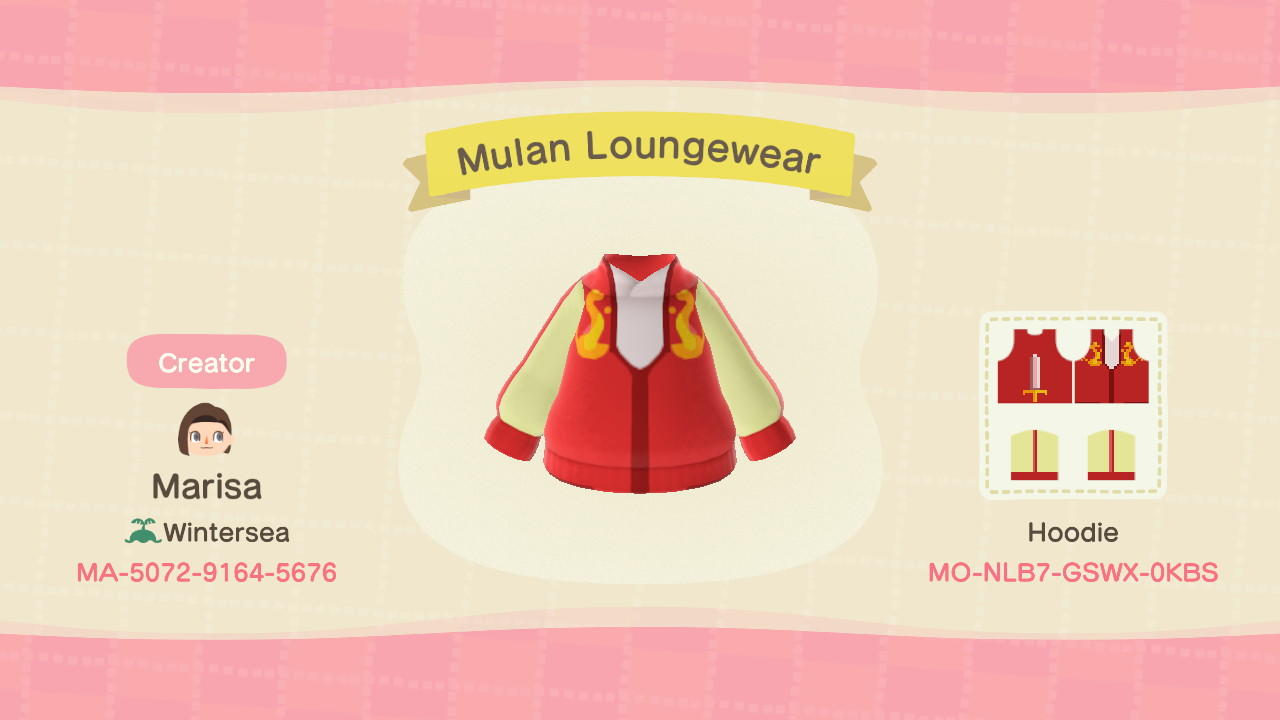 Mulan Loungewear
Creator
Marisa
Wintersea
MA-5072-9164-5676
Hoodie
MO-NLB7-GSWX-0KBS